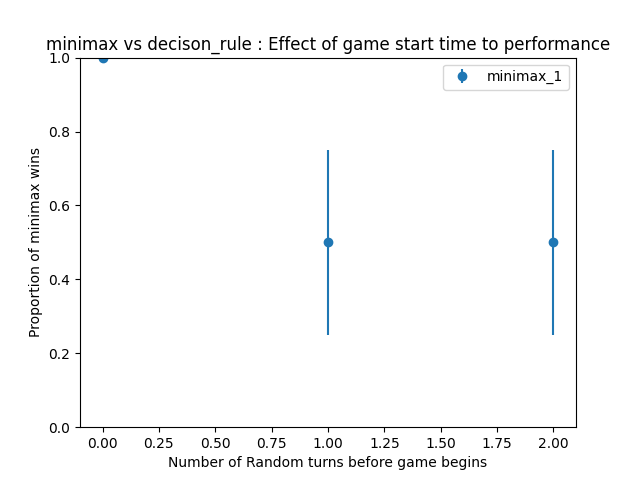 minimax vs decison_rule : Effect of game start time to performance
minimax_1
Proportion of minimax wins
1.0
0.8
0.6
0.4
0.2
0.0
0.00 0.25 0.50 0.75 1.00 1.25 1.50 1.75 2.00
Number of Random turns before game begins